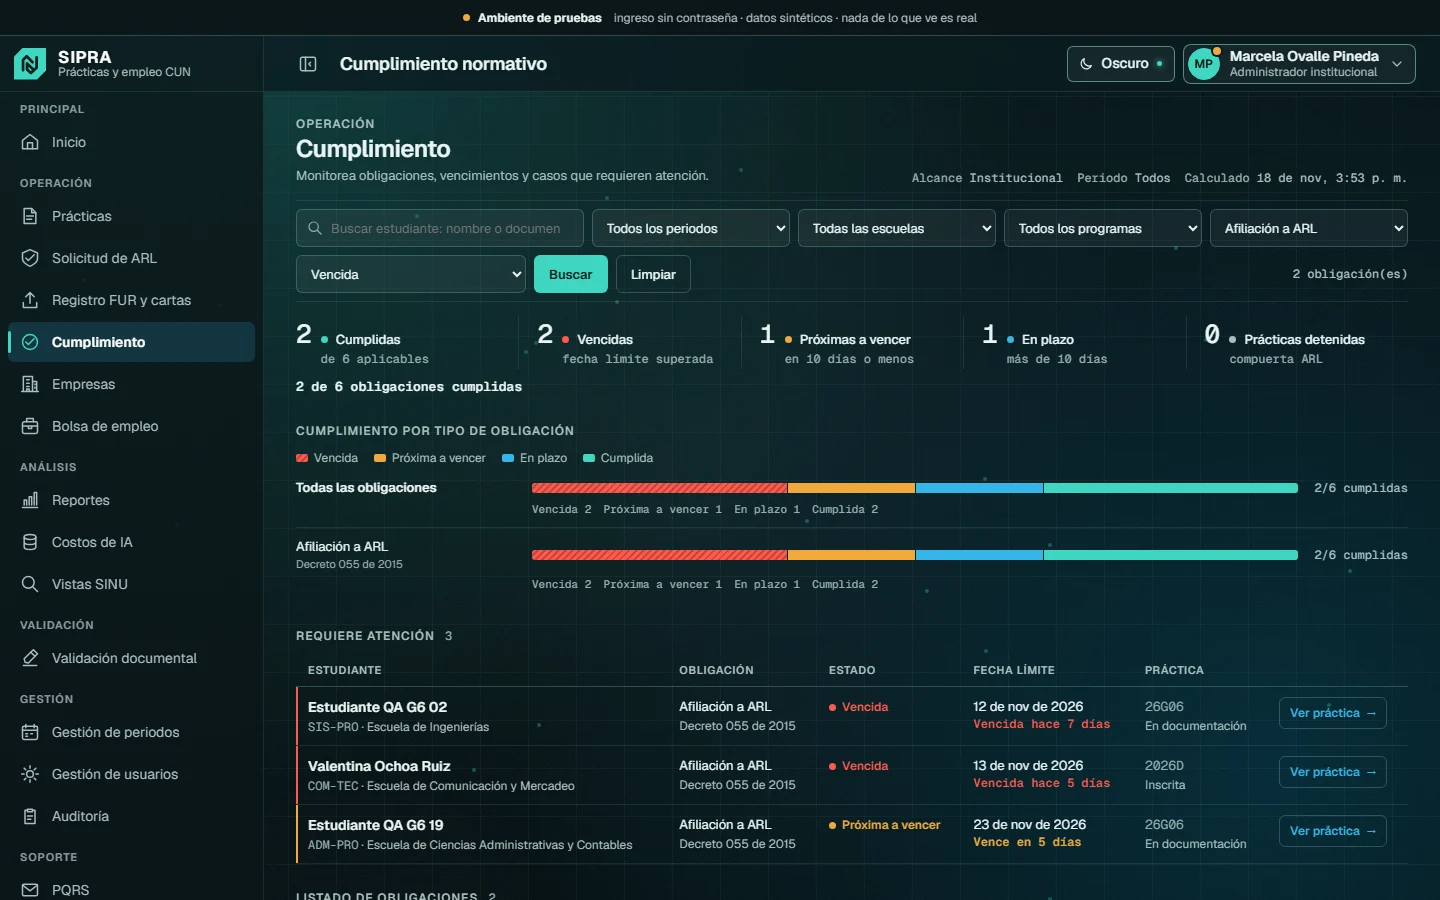 Ambiente de pruebas ingreso sin contraseña · datos sintéticos · nada de lo que ve es real
SIPRA
Prácticas y empleo CUN
Cumplimiento normativo
Oscuro
MP
Marcela Ovalle Pineda
Administrador institucional
PRINCIPAL
Inicio
OPERACIÓN
Prácticas
Solicitud de ARL
Registro FUR y cartas
Cumplimiento
Empresas
Bolsa de empleo
ANÁLISIS
Reportes
Costos de IA
Vistas SINU
VALIDACIÓN
Validación documental
GESTIÓN
Gestión de periodos
Gestión de usuarios
Auditoría
SOPORTE
PQRS
OPERACIÓN
Cumplimiento
Monitorea obligaciones, vencimientos y casos que requieren atención.
Alcance Institucional Periodo Todos Calculado 18 de nov, 3:53 p. m.
Buscar estudiante: nombre o documen
Todos los periodos
Todas las escuelas
Todos los programas
Afiliación a ARL
Vencida
Buscar
Limpiar
2 obligación(es)
2 Cumplidas
de 6 aplicables
2 Vencidas
fecha límite superada
1 Próximas a vencer
en 10 días o menos
1 En plazo
más de 10 días
0 Prácticas detenidas
compuerta ARL
2 de 6 obligaciones cumplidas
CUMPLIMIENTO POR TIPO DE OBLIGACIÓN
Vencida Próxima a vencer En plazo Cumplida
Todas las obligaciones 2/6 cumplidas
Vencida 2 Próxima a vencer 1 En plazo 1 Cumplida 2
Afiliación a ARL
Decreto 055 de 2015
2/6 cumplidas
Vencida 2 Próxima a vencer 1 En plazo 1 Cumplida 2
REQUIERE ATENCIÓN 3
ESTUDIANTE OBLIGACIÓN ESTADO FECHA LÍMITE PRÁCTICA
Estudiante QA G6 02 Afiliación a ARL Vencida 12 de nov de 2026 26G06 Ver práctica →
SIS-PRO · Escuela de Ingenierías Decreto 055 de 2015 Vencida hace 7 días En documentación
Valentina Ochoa Ruiz Afiliación a ARL Vencida 13 de nov de 2026 2026D Ver práctica →
COM-TEC · Escuela de Comunicación y Mercadeo Decreto 055 de 2015 Vencida hace 5 días Inscrita
Estudiante QA G6 19 Afiliación a ARL Próxima a vencer 23 de nov de 2026 26G06 Ver práctica →
ADM-PRO · Escuela de Ciencias Administrativas y Contables Decreto 055 de 2015 Vence en 5 días En documentación
LISTADO DE OBLIGACIONES 2